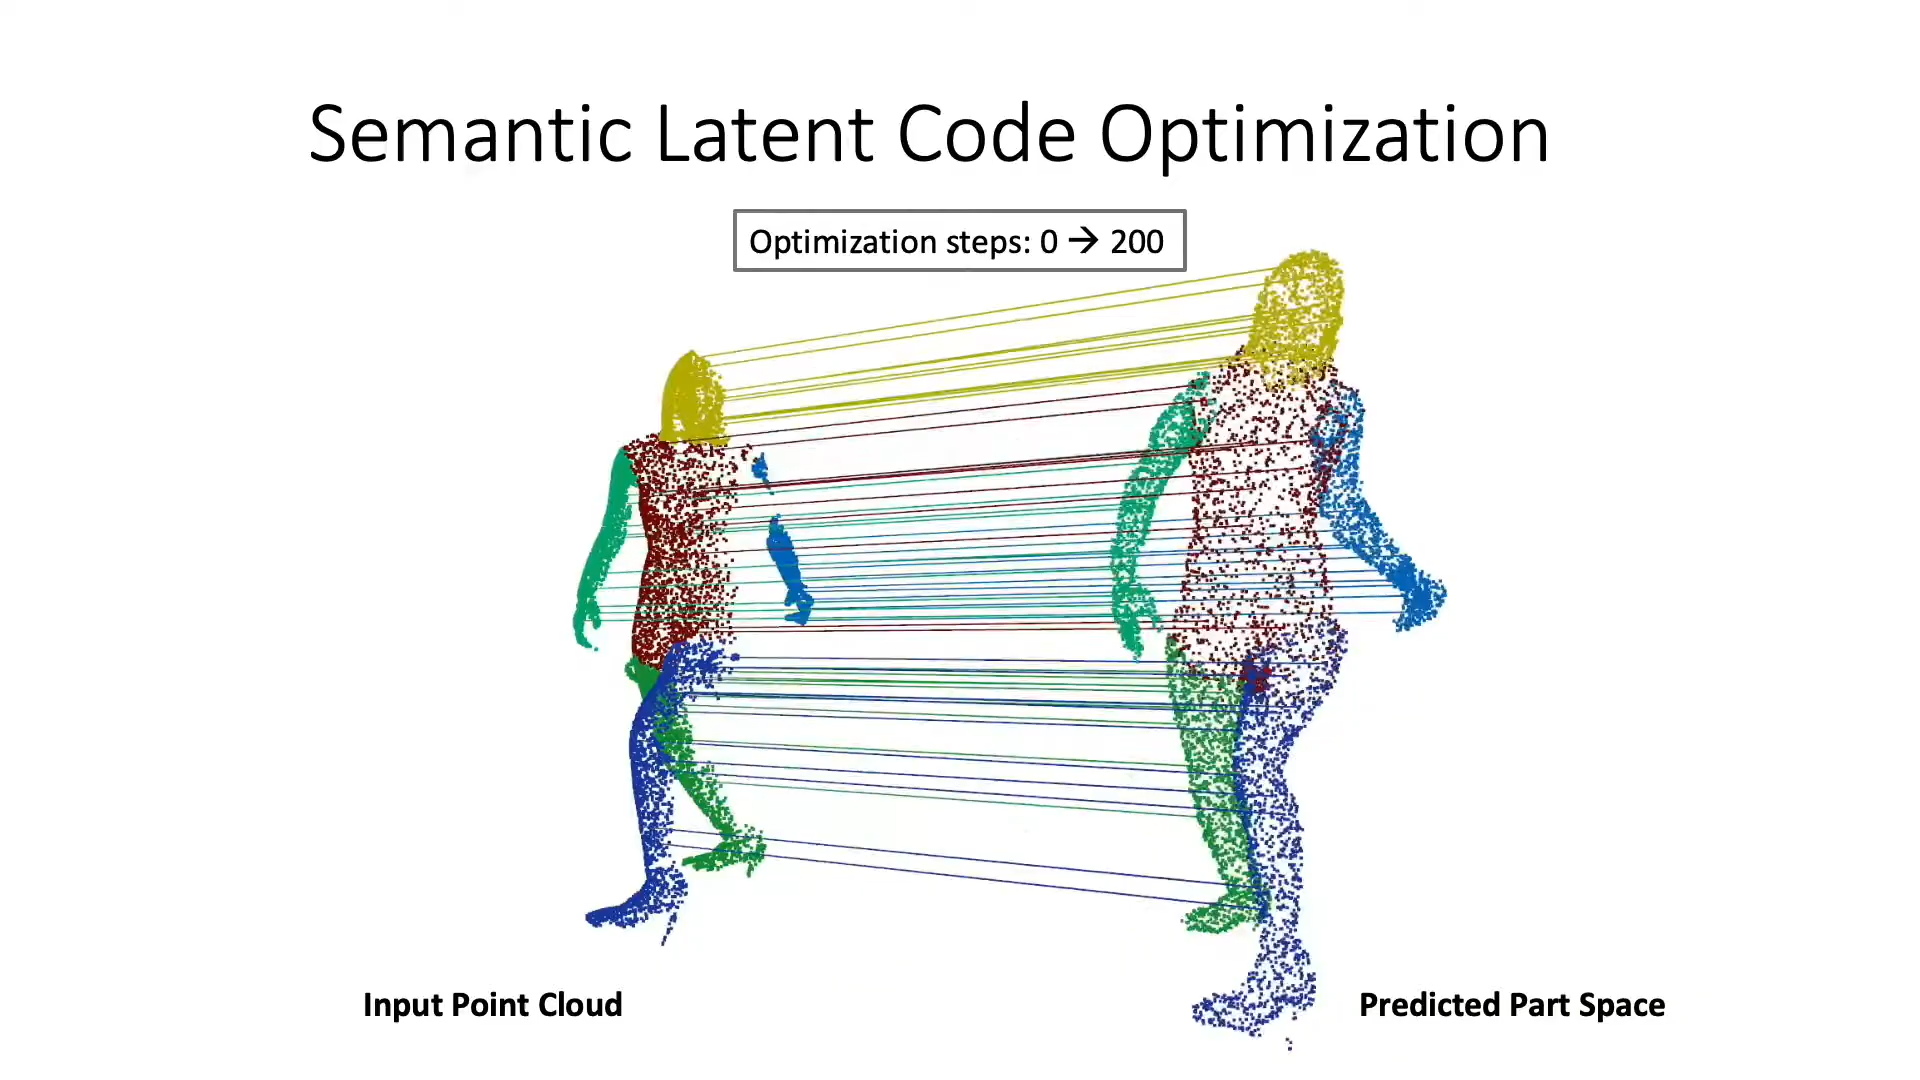 Semantic Latent Code Optimization
Optimization steps: 0 → 200
Input Point Cloud
Predicted Part Space